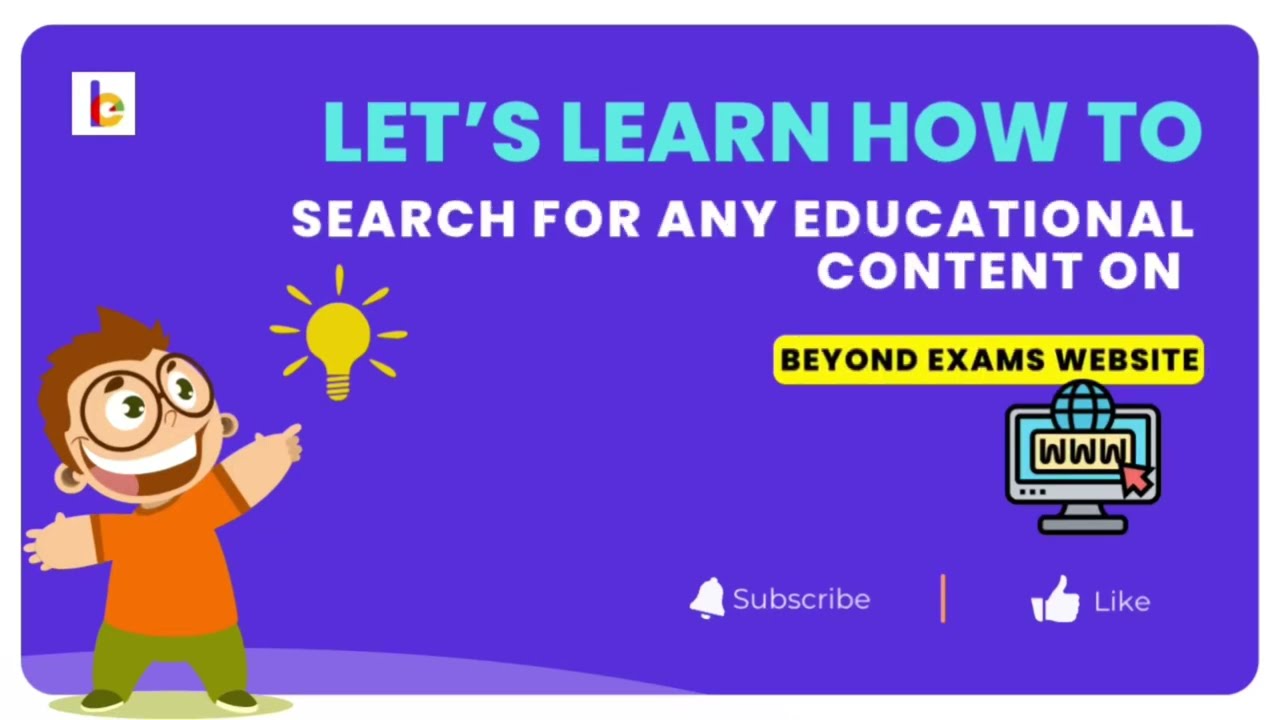 be
LET'S LEARN HOW TO
SEARCH FOR ANY EDUCATIONAL
CONTENT ON
BEYOND EXAMS WEBSITE
WWW
Subscribe
Like